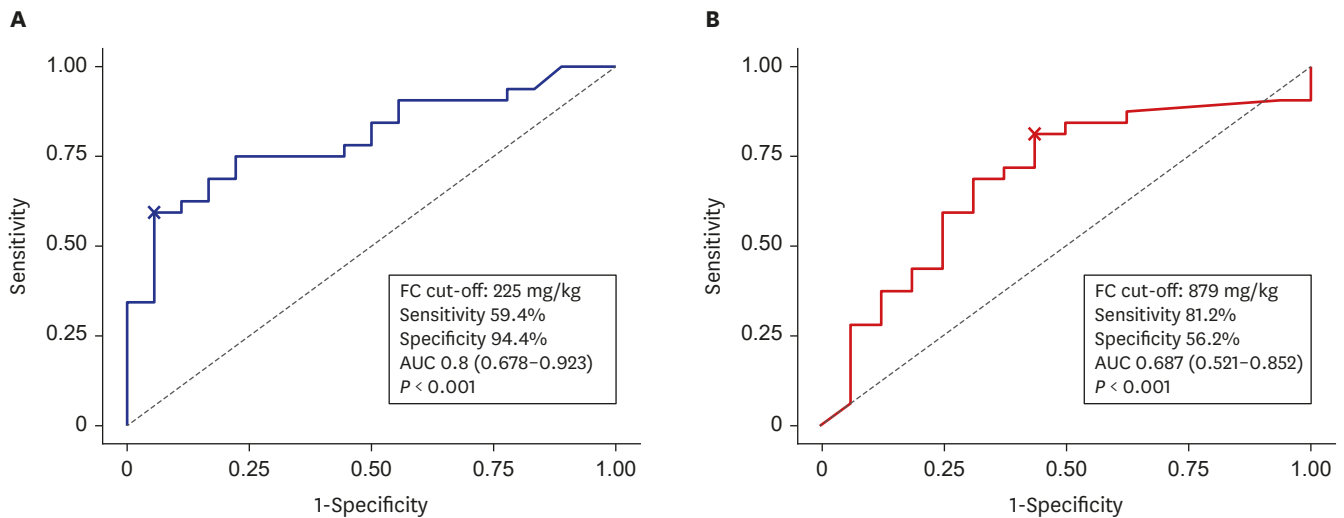 A
1.00
0.75
0.50
0.25
0
Sensitivity
FC cut-off: 225 mg/kg
Sensitivity 59.4%
Specificity 94.4%
AUC 0.8 (0.678–0.923)
P < 0.001
0 0.25 0.50 0.75 1.00
1-Specificity
B
1.00
0.75
0.50
0.25
0
Sensitivity
FC cut-off: 879 mg/kg
Sensitivity 81.2%
Specificity 56.2%
AUC 0.687 (0.521–0.852)
P < 0.001
0 0.25 0.50 0.75 1.00
1-Specificity